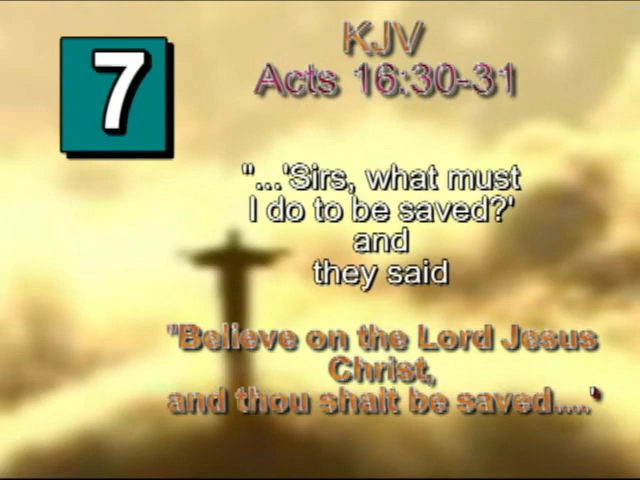 7
KJV
Acts 16:30-31
"...'Sirs, what must
I do to be saved?'
and
they said
"Believe on the Lord Jesus
Christ,
and thou shalt be saved....'